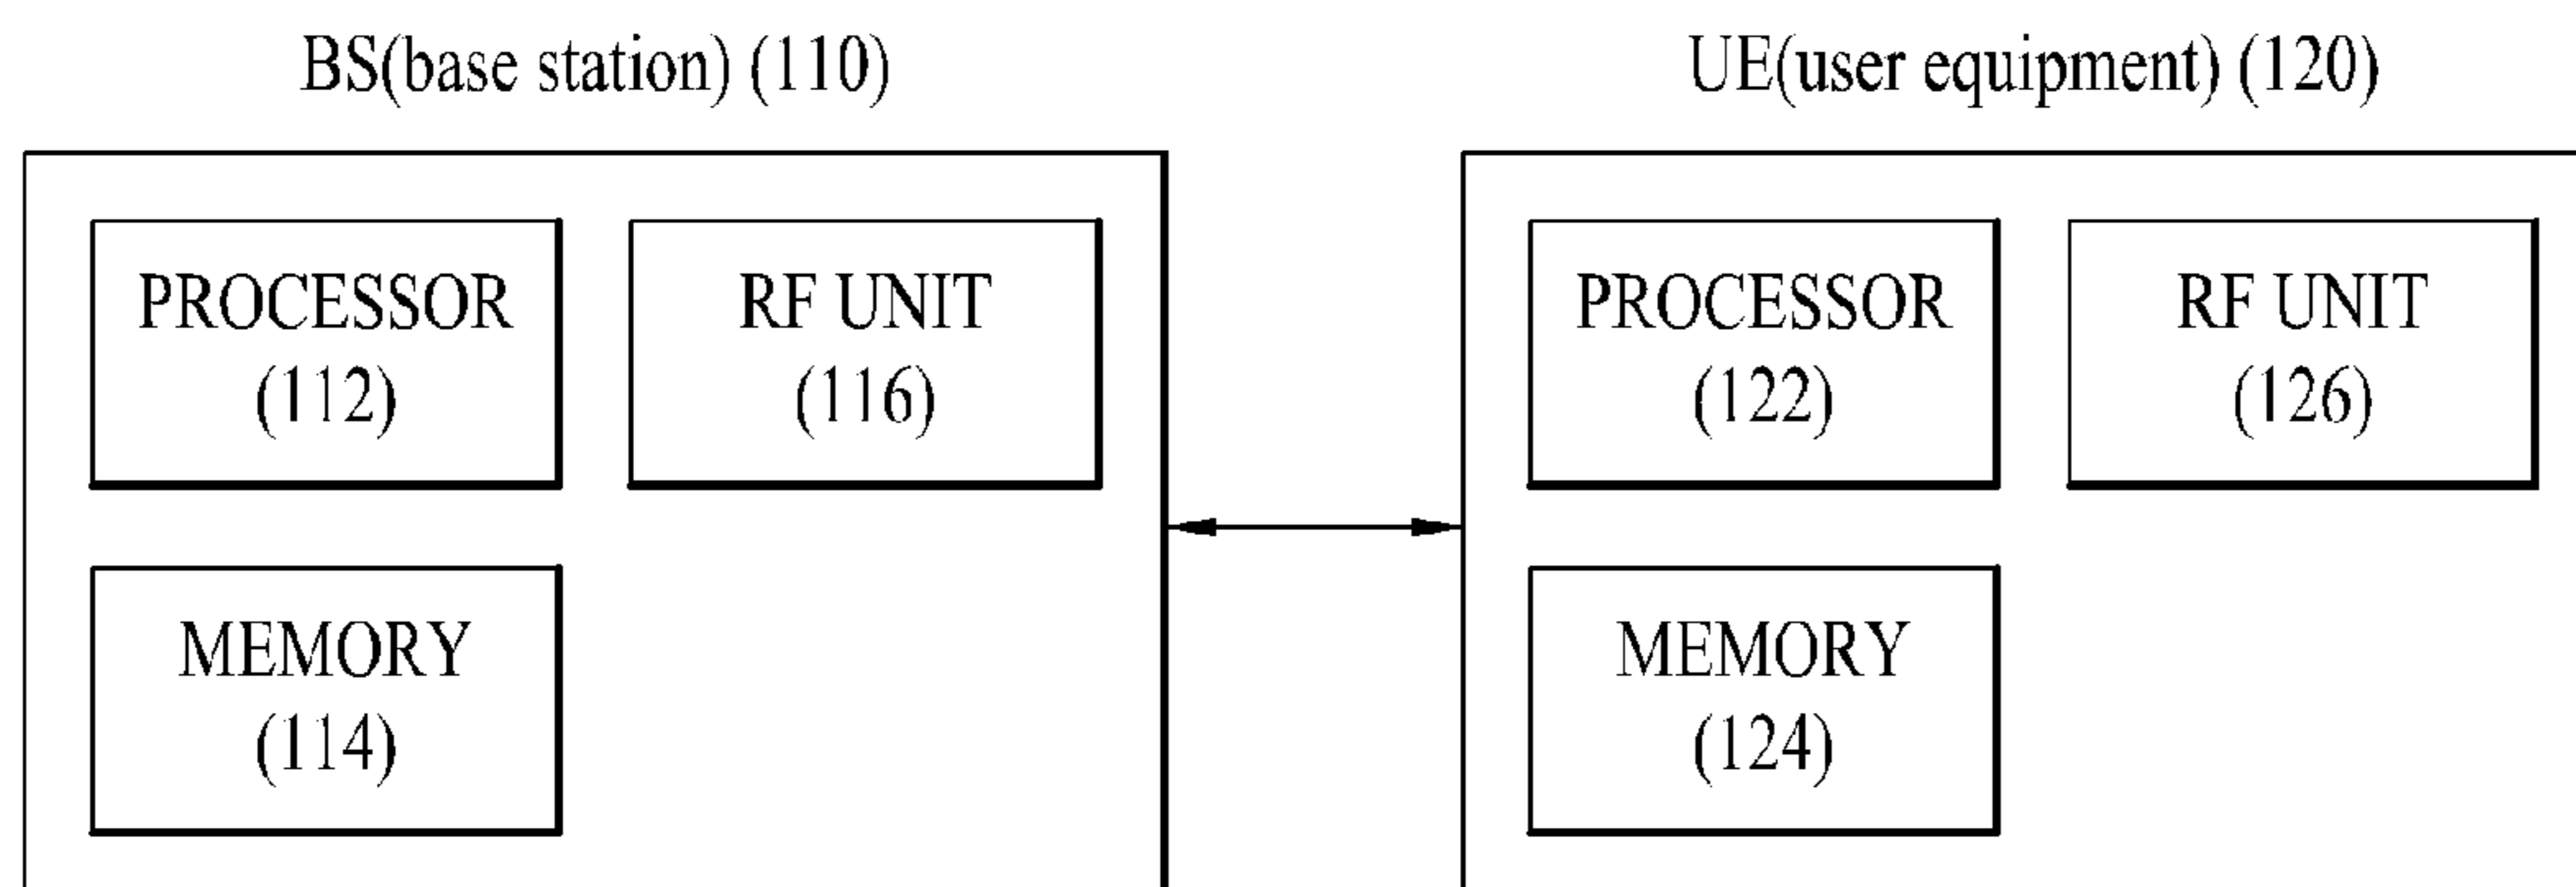 BS(base station) (110)
UE(user equipment) (120)
PROCESSOR
(112)
RF UNIT
(116)
PROCESSOR
(122)
RF UNIT
(126)
MEMORY
(114)
MEMORY
(124)